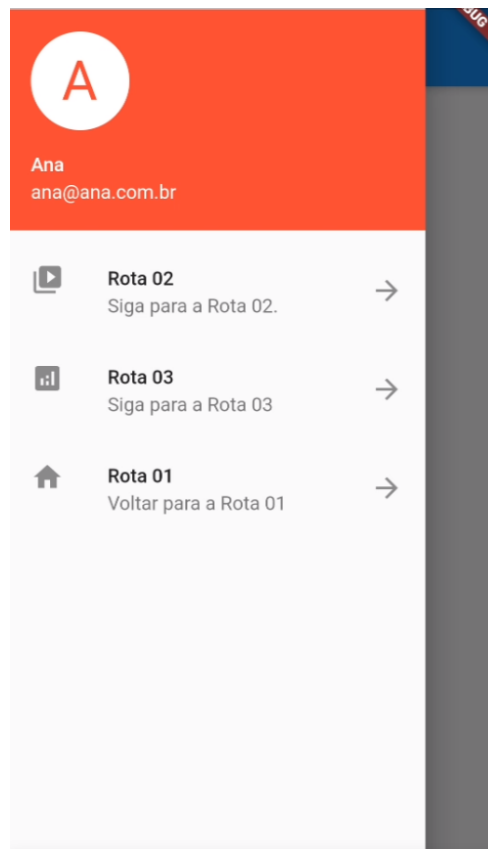 A
Ana
ana@ana.com.br
Rota 02
Siga para a Rota 02.
Rota 03
Siga para a Rota 03
Rota 01
Voltar para a Rota 01